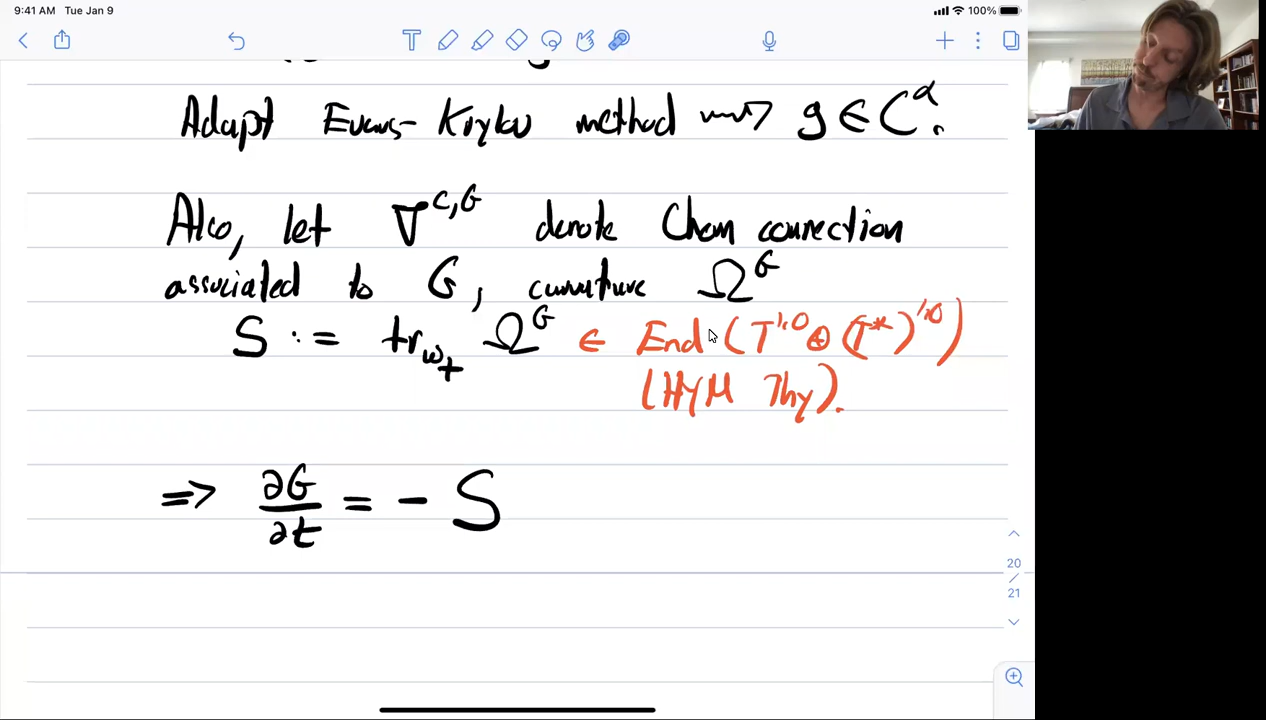 9:41 AM Tue Jan 9
100%
Adapt Evans-Krylov method ⇝ g ∈ C^α.
Also, let ∇^{C,G} denote Chern connection
associated to G, curvature Ω^G
S := tr_{ω_+} Ω^G ∈ End (T^{1,0} ⊕ (T*)^{1,0})
(HYM Thy).
⇒ ∂G/∂t = - S
20
/
21